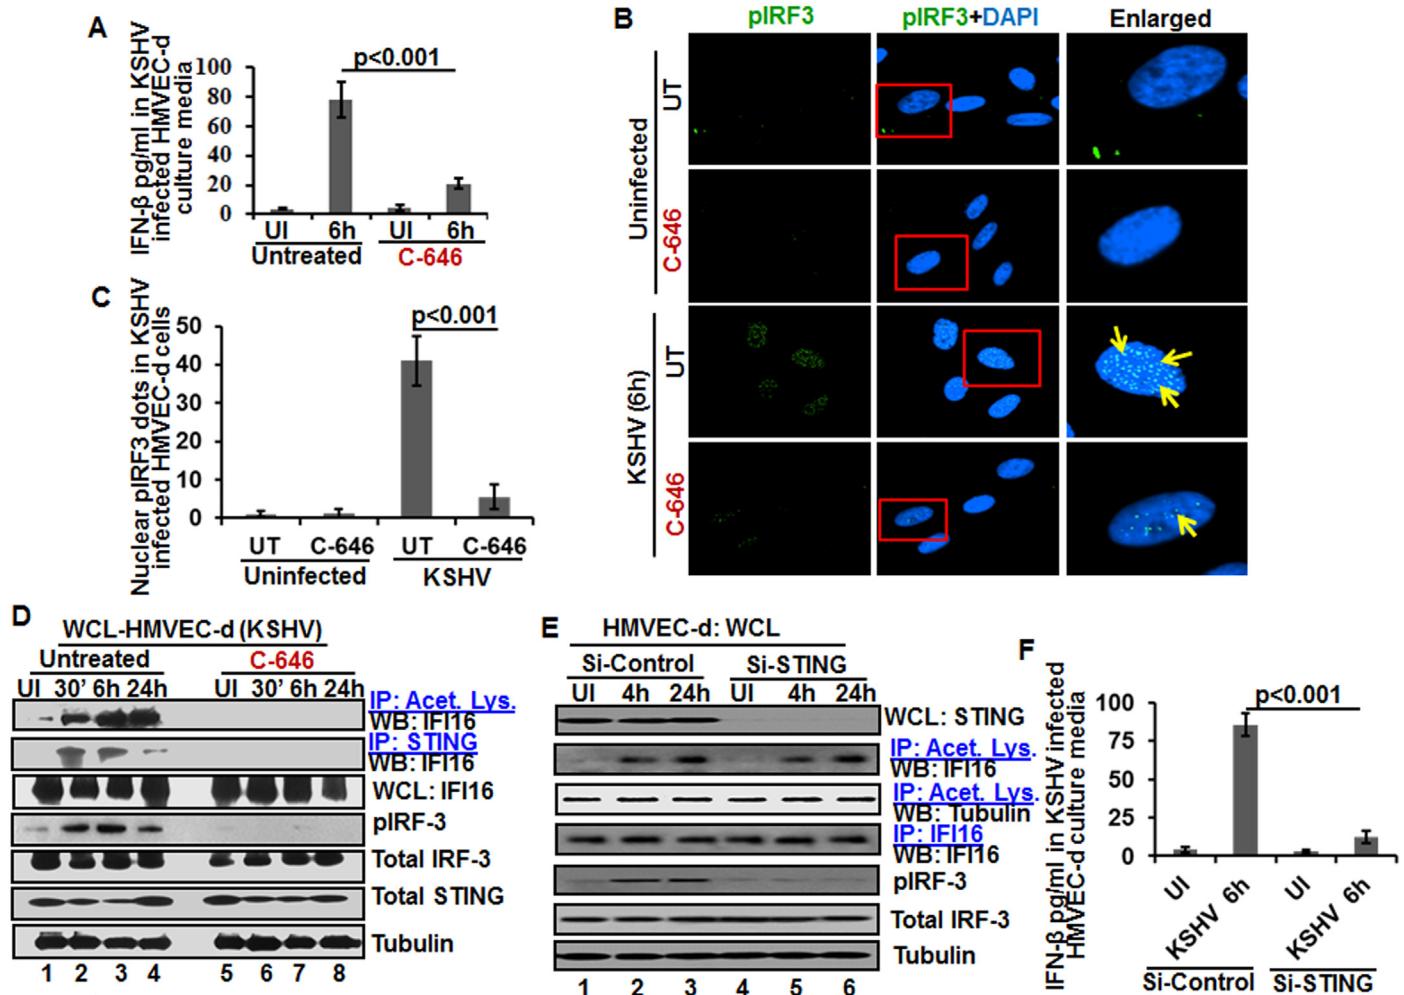 A
IFN-β pg/ml in KSHV
infected HMVEC-d
culture media
100
80
60
40
20
0
p<0.001
UI 6h UI 6h
Untreated C-646
B
pIRF3 pIRF3+DAPI Enlarged
Uninfected
UT
C-646
KSHV (6h)
UT
C-646
C
Nuclear pIRF3 dots in KSHV
infected HMVEC-d cells
50
40
30
20
10
0
p<0.001
UT C-646 UT C-646
Uninfected KSHV
D
WCL-HMVEC-d (KSHV)
Untreated C-646
UI 30’ 6h 24h UI 30’ 6h 24h
IP: Acet. Lys.
WB: IFI16
IP: STING
WB: IFI16
WCL: IFI16
pIRF-3
Total IRF-3
Total STING
Tubulin
1 2 3 4 5 6 7 8
E
HMVEC-d: WCL
Si-Control Si-STING
UI 4h 24h UI 4h 24h
WCL: STING
IP: Acet. Lys.
WB: IFI16
IP: Acet. Lys.
WB: Tubulin
IP: IFI16
WB: IFI16
pIRF-3
Total IRF-3
Tubulin
1 2 3 4 5 6
F
IFN-β pg/ml in KSHV infected
HMVEC-d culture media
100
75
50
25
0
p<0.001
UI KSHV 6h UI KSHV 6h
Si-Control Si-STING